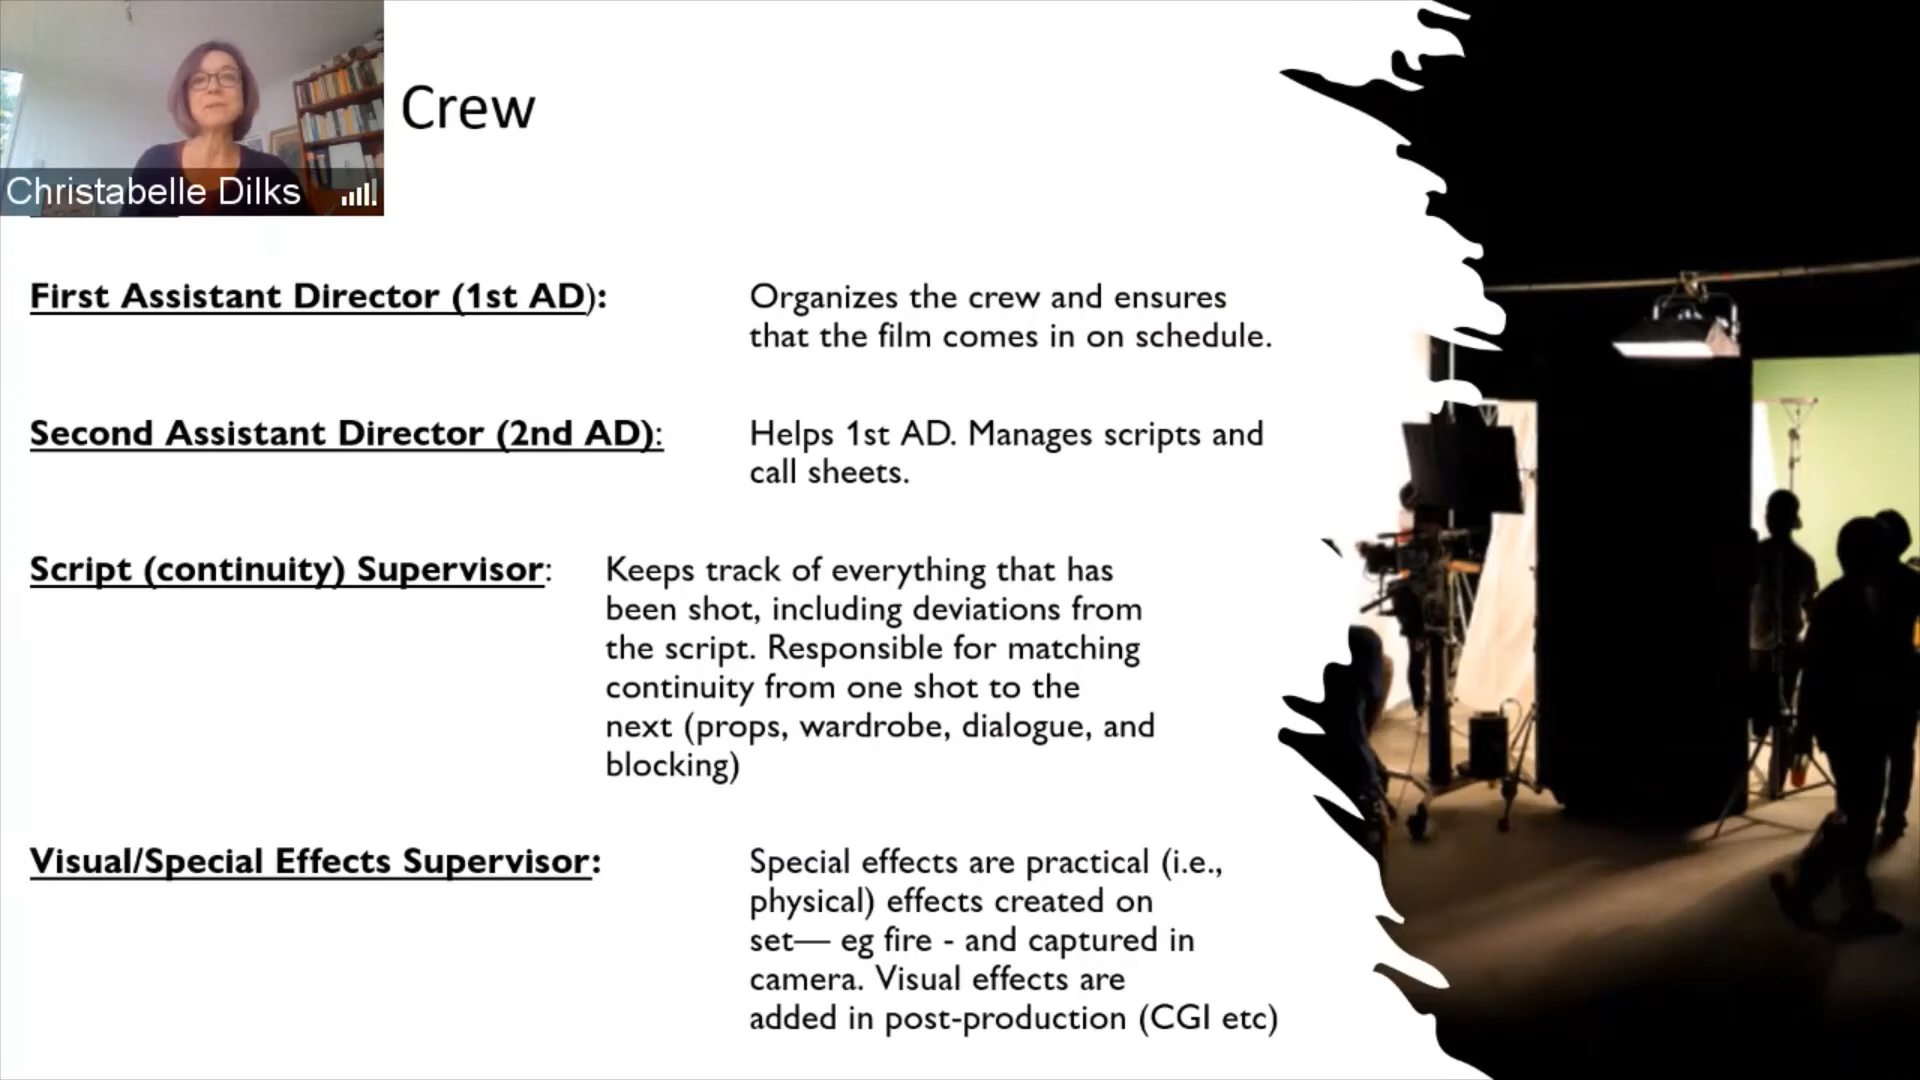 Crew
Christabelle Dilks
First Assistant Director (1st AD):
Organizes the crew and ensures
that the film comes in on schedule.
Second Assistant Director (2nd AD):
Helps 1st AD. Manages scripts and
call sheets.
Script (continuity) Supervisor:
Keeps track of everything that has
been shot, including deviations from
the script. Responsible for matching
continuity from one shot to the
next (props, wardrobe, dialogue, and
blocking)
Visual/Special Effects Supervisor:
Special effects are practical (i.e.,
physical) effects created on
set— eg fire - and captured in
camera. Visual effects are
added in post-production (CGI etc)